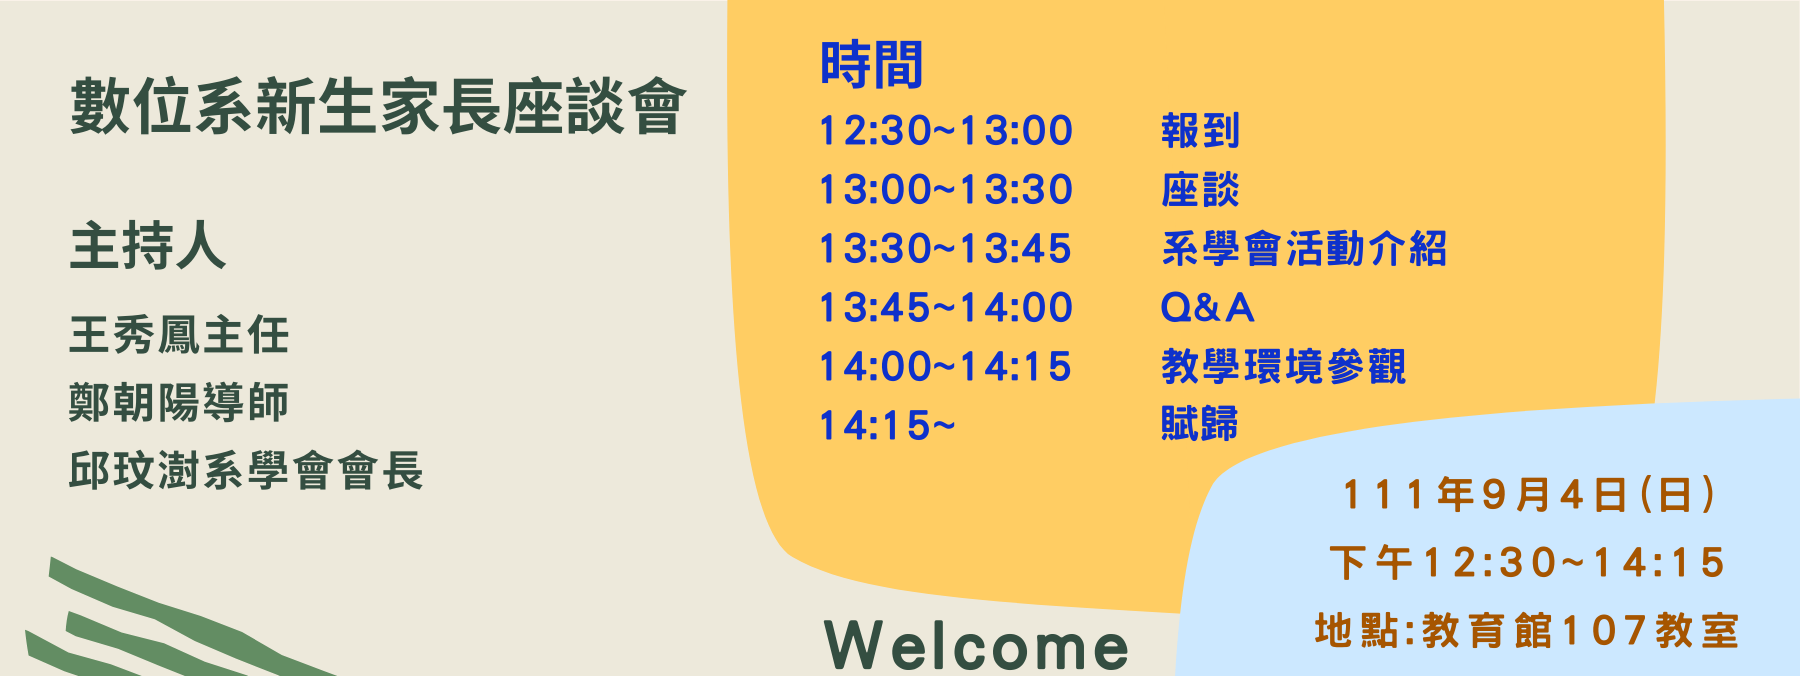 數位系新生家長座談會
主持人
王秀鳳主任
鄭朝陽導師
邱玟澍系學會會長
時間
12:30~13:00 報到
13:00~13:30 座談
13:30~13:45 系學會活動介紹
13:45~14:00 Q&A
14:00~14:15 教學環境參觀
14:15~ 賦歸
111年9月4日(日)
下午12:30~14:15
地點:教育館107教室
Welcome